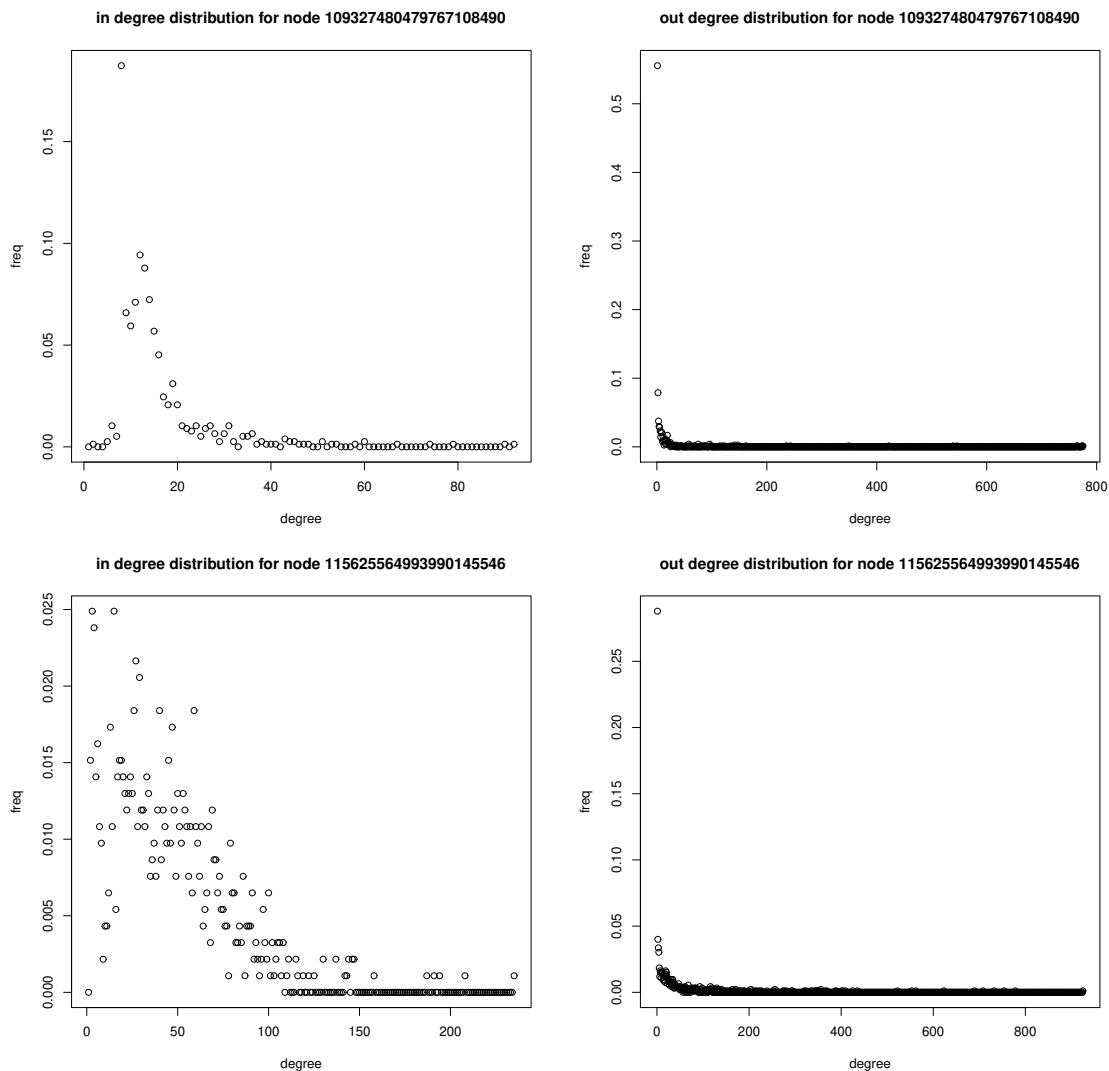 in degree distribution for node 109327480479767108490
freq
0.00 0.05 0.10 0.15
0 20 40 60 80
degree
out degree distribution for node 109327480479767108490
freq
0.0 0.1 0.2 0.3 0.4 0.5
0 200 400 600 800
degree
in degree distribution for node 115625564993990145546
freq
0.000 0.005 0.010 0.015 0.020 0.025
0 50 100 150 200
degree
out degree distribution for node 115625564993990145546
freq
0.00 0.05 0.10 0.15 0.20 0.25
0 200 400 600 800
degree